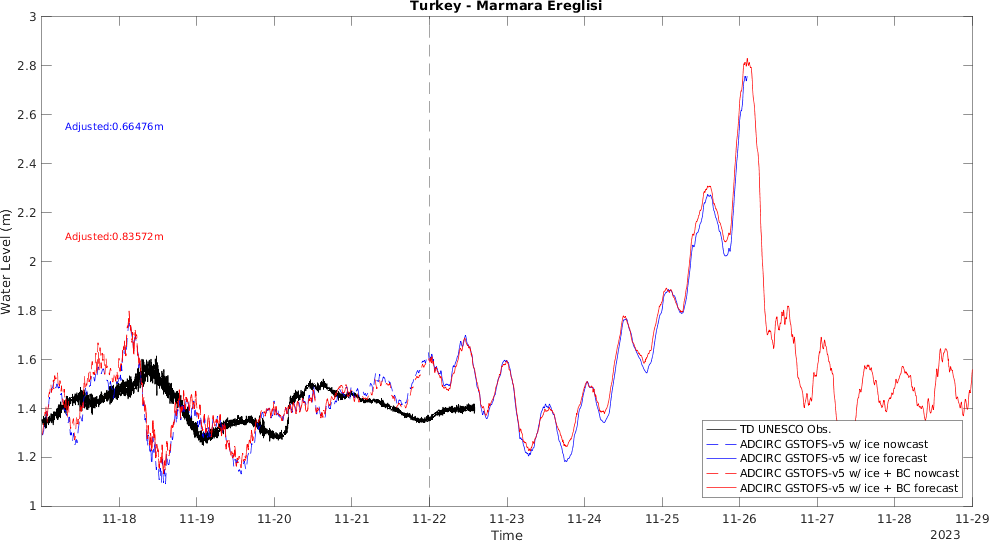 Turkey - Marmara Ereglisi
3
2.8
2.6
2.4
2.2
2
1.8
1.6
1.4
1.2
1
Water Level (m)
Adjusted:0.66476m
Adjusted:0.83572m
TD UNESCO Obs.
ADCIRC GSTOFS-v5 w/ ice nowcast
ADCIRC GSTOFS-v5 w/ ice forecast
ADCIRC GSTOFS-v5 w/ ice + BC nowcast
ADCIRC GSTOFS-v5 w/ ice + BC forecast
11-18
11-19
11-20
11-21
11-22
11-23
11-24
11-25
11-26
11-27
11-28
11-29
Time
2023